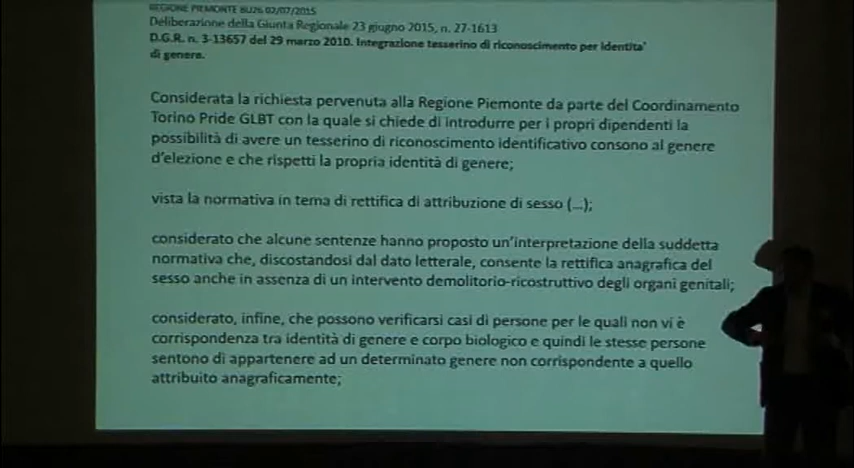 REGIONE PIEMONTE BU26 02/07/2015
Deliberazione della Giunta Regionale 23 giugno 2015, n. 27-1613
D.G.R. n. 3-13657 del 29 marzo 2010. Integrazione tesserino di riconoscimento per identita'
di genere.
Considerata la richiesta pervenuta alla Regione Piemonte da parte del Coordinamento
Torino Pride GLBT con la quale si chiede di introdurre per i propri dipendenti la
possibilità di avere un tesserino di riconoscimento identificativo consono al genere
d'elezione e che rispetti la propria identità di genere;
vista la normativa in tema di rettifica di attribuzione di sesso (...);
considerato che alcune sentenze hanno proposto un'interpretazione della suddetta
normativa che, discostandosi dal dato letterale, consente la rettifica anagrafica del
sesso anche in assenza di un intervento demolitorio-ricostruttivo degli organi genitali;
considerato, infine, che possono verificarsi casi di persone per le quali non vi è
corrispondenza tra identità di genere e corpo biologico e quindi le stesse persone
sentono di appartenere ad un determinato genere non corrispondente a quello
attribuito anagraficamente;